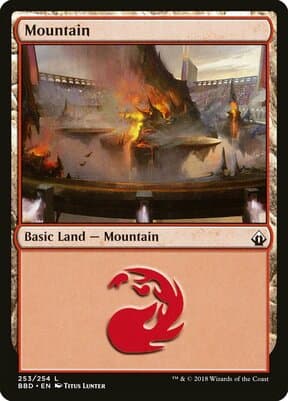 Mountain
Basic Land — Mountain
253/254 L
BBD • EN Titus Lunter
™ & © 2018 Wizards of the Coast